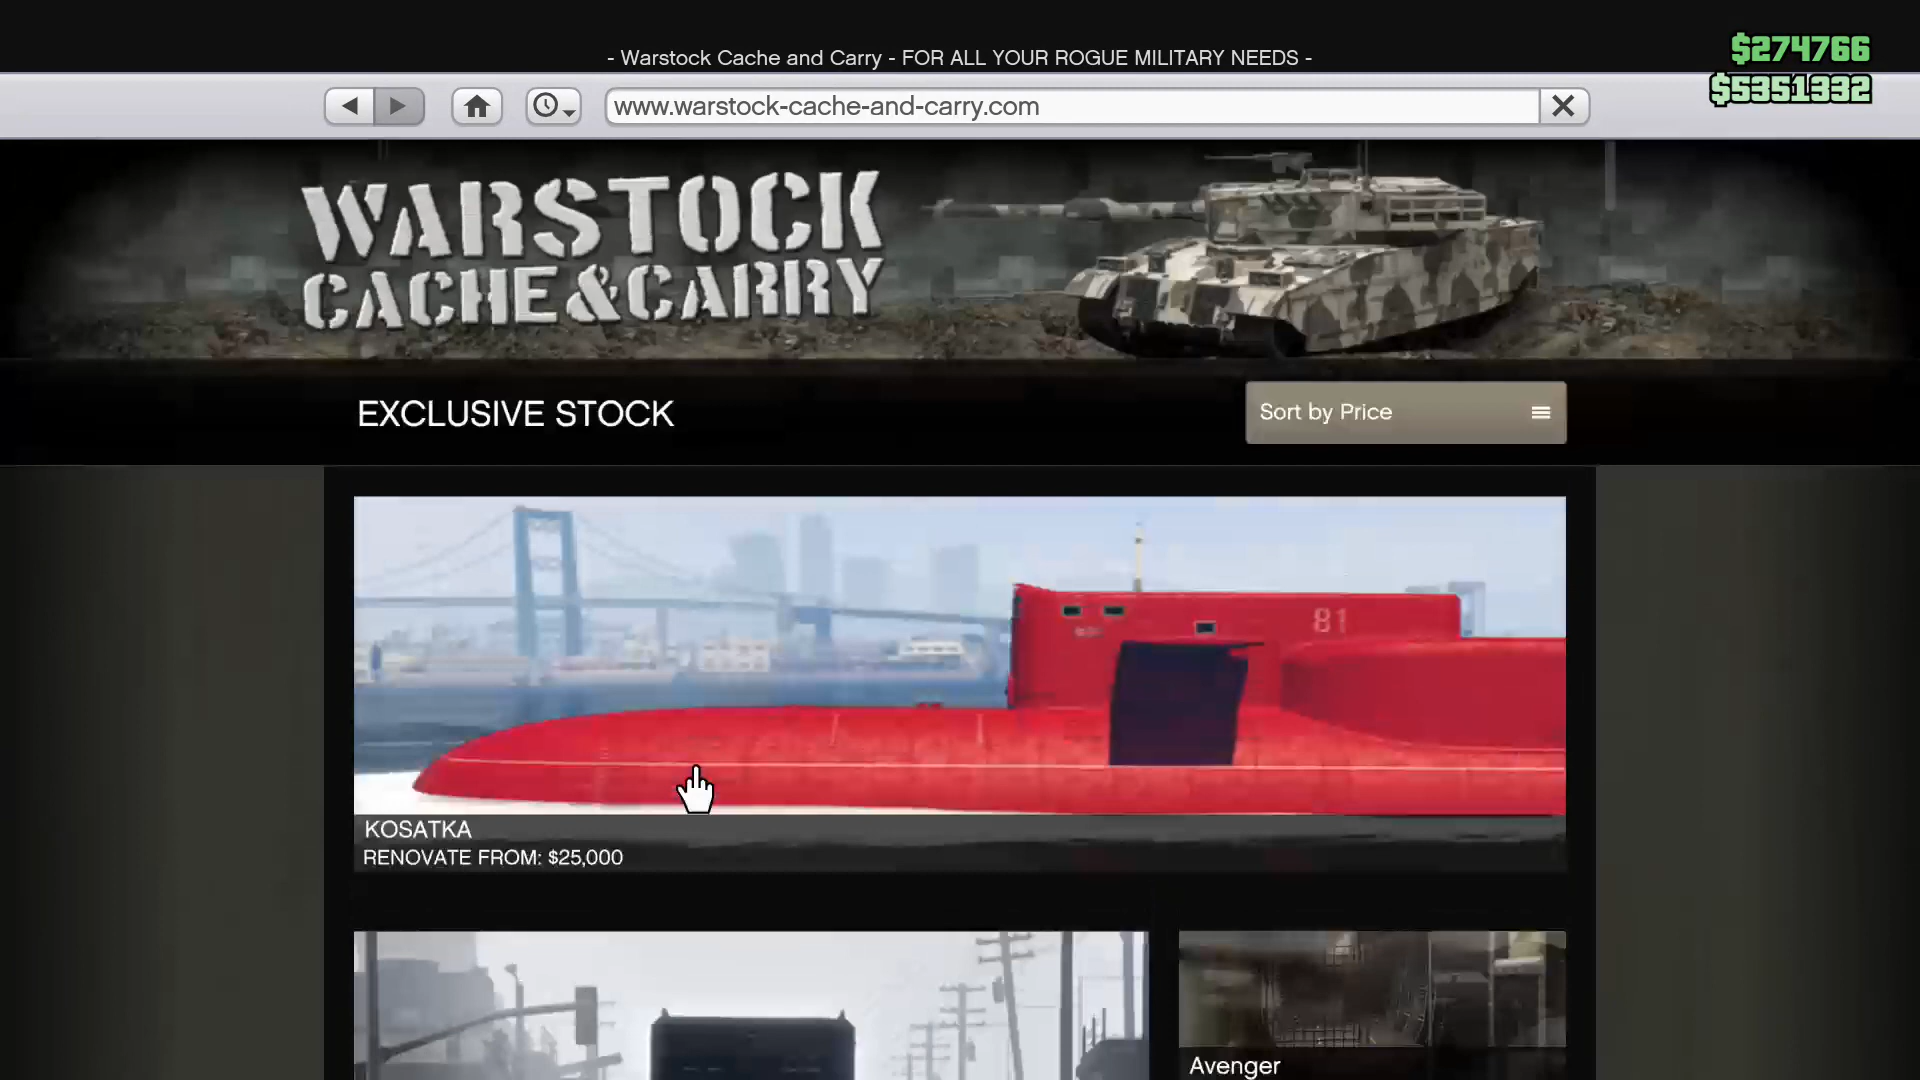 - Warstock Cache and Carry - FOR ALL YOUR ROGUE MILITARY NEEDS -
$274766
$5351332
www.warstock-cache-and-carry.com
WARSTOCK
CACHE&CARRY
EXCLUSIVE STOCK
Sort by Price
81
KOSATKA
RENOVATE FROM: $25,000
Avenger